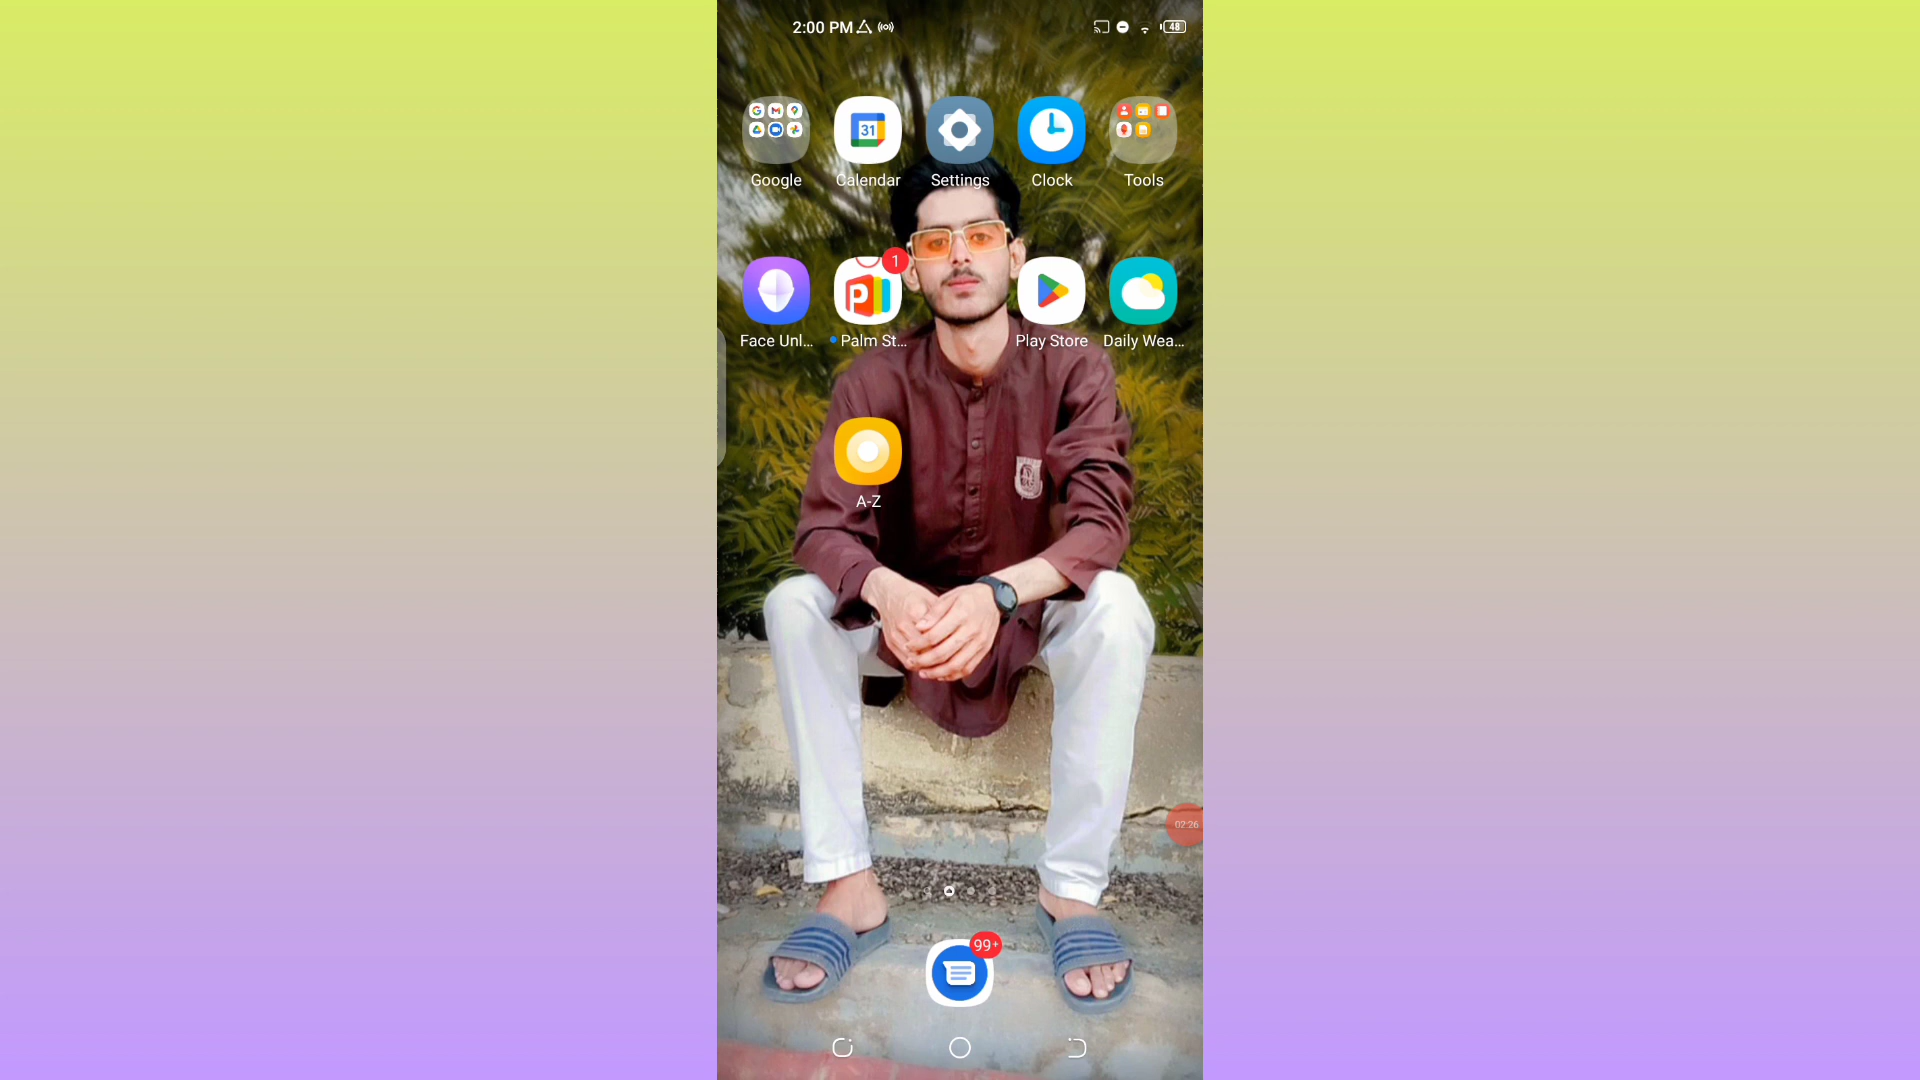 2:00 PM
48
31
Google
Calendar
Settings
Clock
Tools
1
Face Unl...
Palm St...
Play Store
Daily Wea...
A-Z
02:26
99+